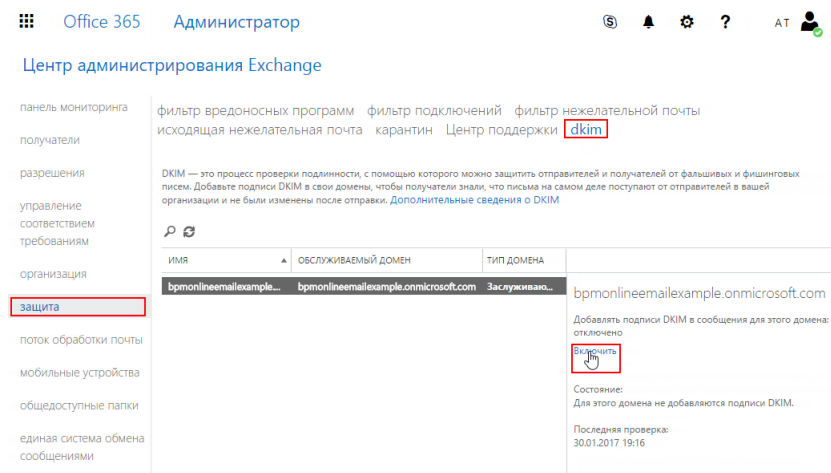 Office 365 Администратор AT
Центр администрирования Exchange
панель мониторинга
получатели
разрешения
управление
соответствием
требованиям
организация
защита
поток обработки почты
мобильные устройства
общедоступные папки
единая система обмена
сообщениями
фильтр вредоносных программ фильтр подключений фильтр нежелательной почты
исходящая нежелательная почта карантин Центр поддержки dkim
DKIM — это процесс проверки подлинности, с помощью которого можно защитить отправителей и получателей от фальшивых и фишинговых
писем. Добавьте подписи DKIM в свои домены, чтобы получатели знали, что письма на самом деле поступают от отправителей в вашей
организации и не были изменены после отправки. Дополнительные сведения о DKIM
ИМЯ ОБСЛУЖИВАЕМЫЙ ДОМЕН ТИП ДОМЕНА
bpmonlineemailexample... bpmonlineemailexample.onmicrosoft.com Заслуживаю...
bpmonlineemailexample.onmicrosoft.com
Добавлять подписи DKIM в сообщения для этого домена:
отключено
Включить
Состояние:
Для этого домена не добавляются подписи DKIM.
Последняя проверка:
30.01.2017 19:16